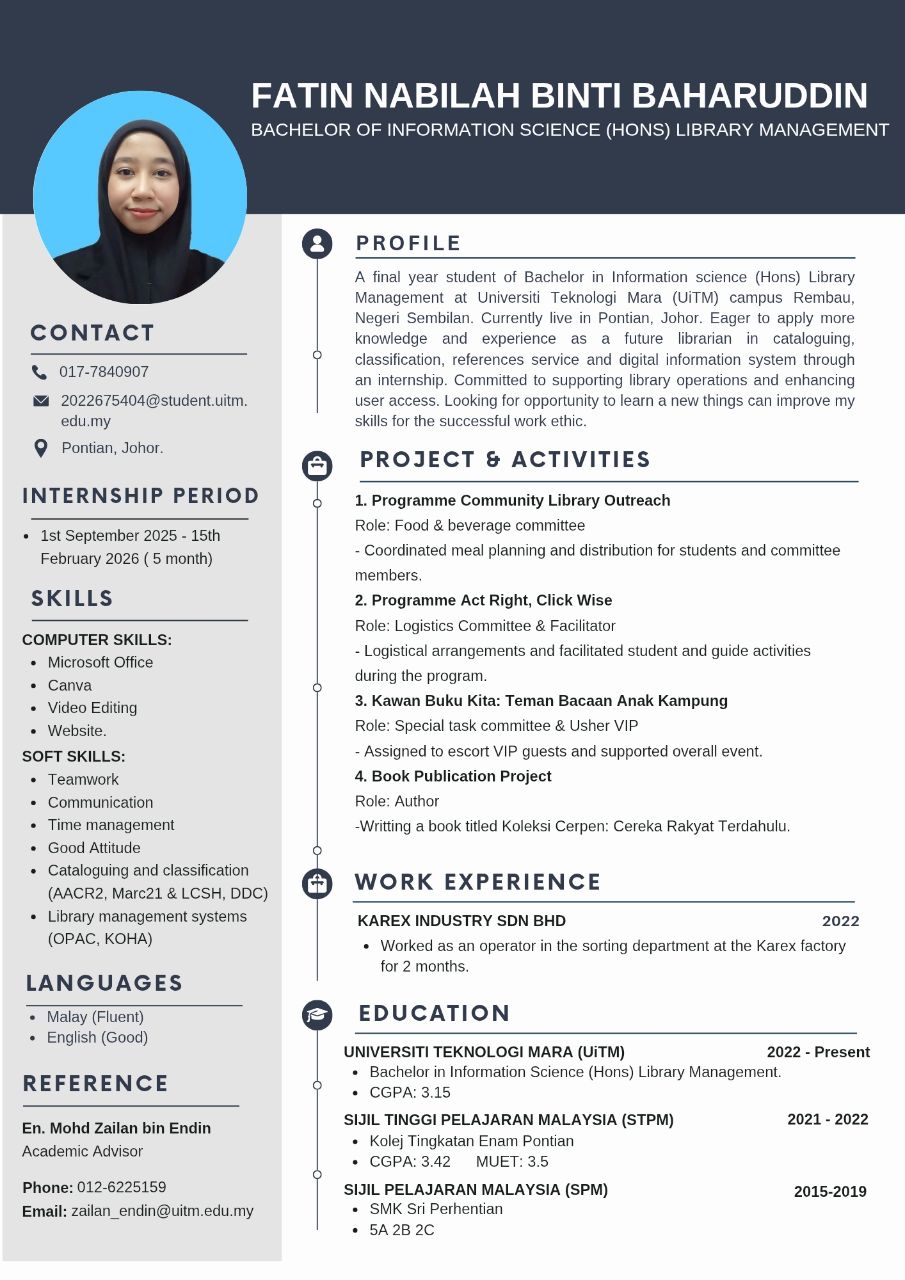 FATIN NABILAH BINTI BAHARUDDIN
BACHELOR OF INFORMATION SCIENCE (HONS) LIBRARY MANAGEMENT
CONTACT
017-7840907
2022675404@student.uitm.
edu.my
Pontian, Johor.
INTERNSHIP PERIOD
• 1st September 2025 - 15th
February 2026 ( 5 month)
SKILLS
COMPUTER SKILLS:
• Microsoft Office
• Canva
• Video Editing
• Website.
SOFT SKILLS:
• Teamwork
• Communication
• Time management
• Good Attitude
• Cataloguing and classification
(AACR2, Marc21 & LCSH, DDC)
• Library management systems
(OPAC, KOHA)
LANGUAGES
• Malay (Fluent)
• English (Good)
REFERENCE
En. Mohd Zailan bin Endin
Academic Advisor
Phone: 012-6225159
Email: zailan_endin@uitm.edu.my
PROFILE
A final year student of Bachelor in Information science (Hons) Library
Management at Universiti Teknologi Mara (UiTM) campus Rembau,
Negeri Sembilan. Currently live in Pontian, Johor. Eager to apply more
knowledge and experience as a future librarian in cataloguing,
classification, references service and digital information system through
an internship. Committed to supporting library operations and enhancing
user access. Looking for opportunity to learn a new things can improve my
skills for the successful work ethic.
PROJECT & ACTIVITIES
1. Programme Community Library Outreach
Role: Food & beverage committee
- Coordinated meal planning and distribution for students and committee
members.
2. Programme Act Right, Click Wise
Role: Logistics Committee & Facilitator
- Logistical arrangements and facilitated student and guide activities
during the program.
3. Kawan Buku Kita: Teman Bacaan Anak Kampung
Role: Special task committee & Usher VIP
- Assigned to escort VIP guests and supported overall event.
4. Book Publication Project
Role: Author
-Writting a book titled Koleksi Cerpen: Cereka Rakyat Terdahulu.
WORK EXPERIENCE
KAREX INDUSTRY SDN BHD 2022
• Worked as an operator in the sorting department at the Karex factory
for 2 months.
EDUCATION
UNIVERSITI TEKNOLOGI MARA (UiTM) 2022 - Present
• Bachelor in Information Science (Hons) Library Management.
• CGPA: 3.15
SIJIL TINGGI PELAJARAN MALAYSIA (STPM) 2021 - 2022
• Kolej Tingkatan Enam Pontian
• CGPA: 3.42 MUET: 3.5
SIJIL PELAJARAN MALAYSIA (SPM) 2015-2019
• SMK Sri Perhentian
• 5A 2B 2C